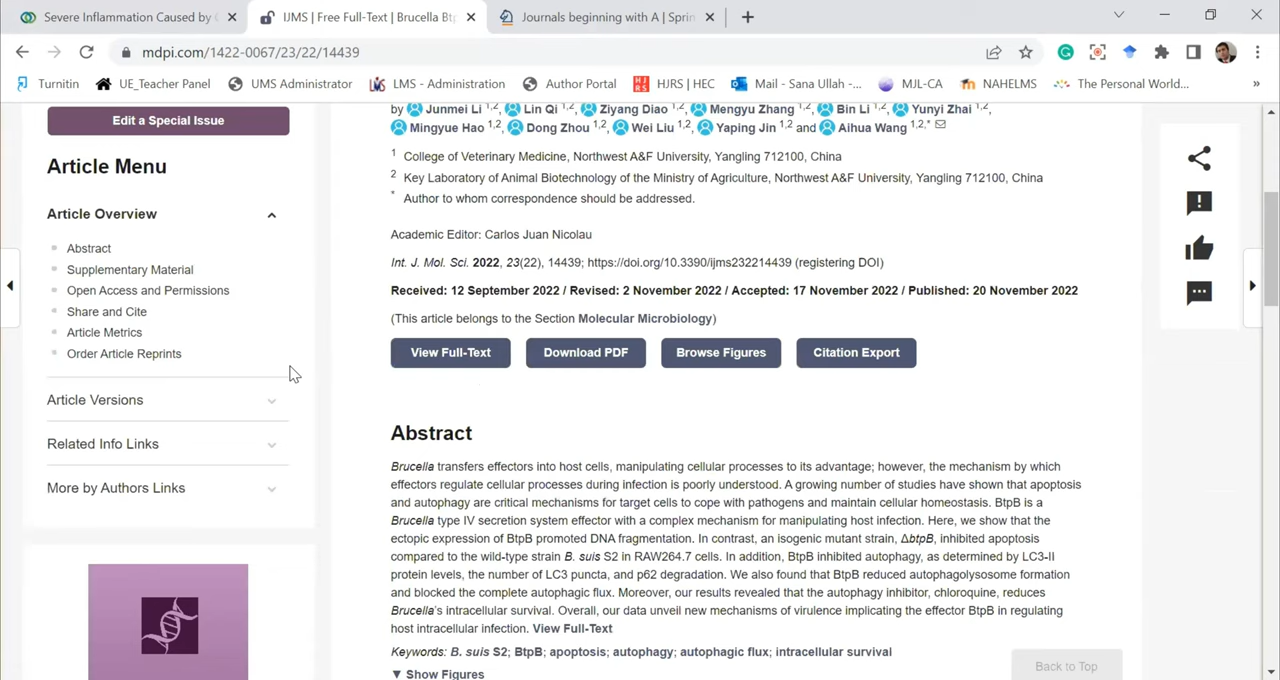 Severe Inflammation Caused by
IJMS | Free Full-Text | Brucella Btp
Journals beginning with A | Sprin
mdpi.com/1422-0067/23/22/14439
Turnitin
UE_Teacher Panel
UMS Administrator
LMS - Administration
Author Portal
HJRS | HEC
Mail - Sana Ullah -...
MJL-CA
NAHELMS
The Personal World...
»
Edit a Special Issue
Article Menu
Article Overview
Abstract
Supplementary Material
Open Access and Permissions
Share and Cite
Article Metrics
Order Article Reprints
Article Versions
Related Info Links
More by Authors Links
by Junmei Li 1,2, Lin Qi 1,2, Ziyang Diao 1,2, Mengyu Zhang 1,2, Bin Li 1,2, Yunyi Zhai 1,2,
Mingyue Hao 1,2, Dong Zhou 1,2, Wei Liu 1,2, Yaping Jin 1,2 and Aihua Wang 1,2,*
1 College of Veterinary Medicine, Northwest A&F University, Yangling 712100, China
2 Key Laboratory of Animal Biotechnology of the Ministry of Agriculture, Northwest A&F University, Yangling 712100, China
* Author to whom correspondence should be addressed.
Academic Editor: Carlos Juan Nicolau
Int. J. Mol. Sci. 2022, 23(22), 14439; https://doi.org/10.3390/ijms232214439 (registering DOI)
Received: 12 September 2022 / Revised: 2 November 2022 / Accepted: 17 November 2022 / Published: 20 November 2022
(This article belongs to the Section Molecular Microbiology)
View Full-Text
Download PDF
Browse Figures
Citation Export
Abstract
Brucella transfers effectors into host cells, manipulating cellular processes to its advantage; however, the mechanism by which
effectors regulate cellular processes during infection is poorly understood. A growing number of studies have shown that apoptosis
and autophagy are critical mechanisms for target cells to cope with pathogens and maintain cellular homeostasis. BtpB is a
Brucella type IV secretion system effector with a complex mechanism for manipulating host infection. Here, we show that the
ectopic expression of BtpB promoted DNA fragmentation. In contrast, an isogenic mutant strain, ΔbtpB, inhibited apoptosis
compared to the wild-type strain B. suis S2 in RAW264.7 cells. In addition, BtpB inhibited autophagy, as determined by LC3-II
protein levels, the number of LC3 puncta, and p62 degradation. We also found that BtpB reduced autophagolysosome formation
and blocked the complete autophagic flux. Moreover, our results revealed that the autophagy inhibitor, chloroquine, reduces
Brucella's intracellular survival. Overall, our data unveil new mechanisms of virulence implicating the effector BtpB in regulating
host intracellular infection. View Full-Text
Keywords: B. suis S2; BtpB; apoptosis; autophagy; autophagic flux; intracellular survival
▼ Show Figures
Back to Top